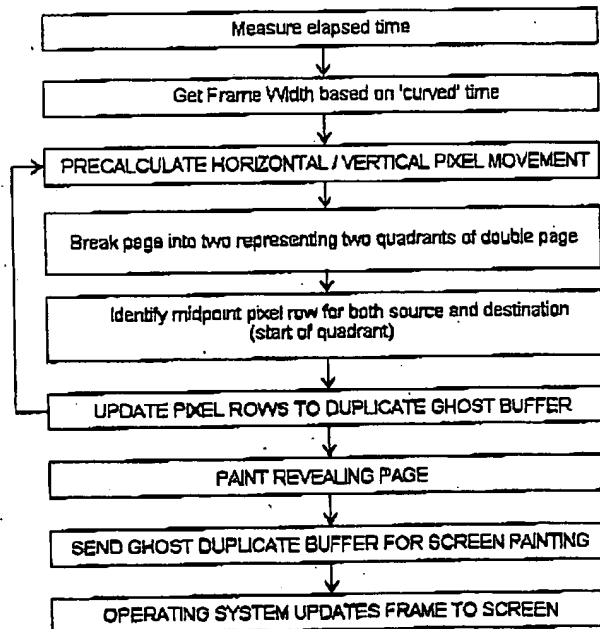 Measure elapsed time
Get Frame Width based on 'curved' time
PRECALCULATE HORIZONTAL / VERTICAL PIXEL MOVEMENT
Break page into two representing two quadrants of double page
Identify midpoint pixel row for both source and destination
(start of quadrant)
UPDATE PIXEL ROWS TO DUPLICATE GHOST BUFFER
PAINT REVEALING PAGE
SEND GHOST DUPLICATE BUFFER FOR SCREEN PAINTING
OPERATING SYSTEM UPDATES FRAME TO SCREEN